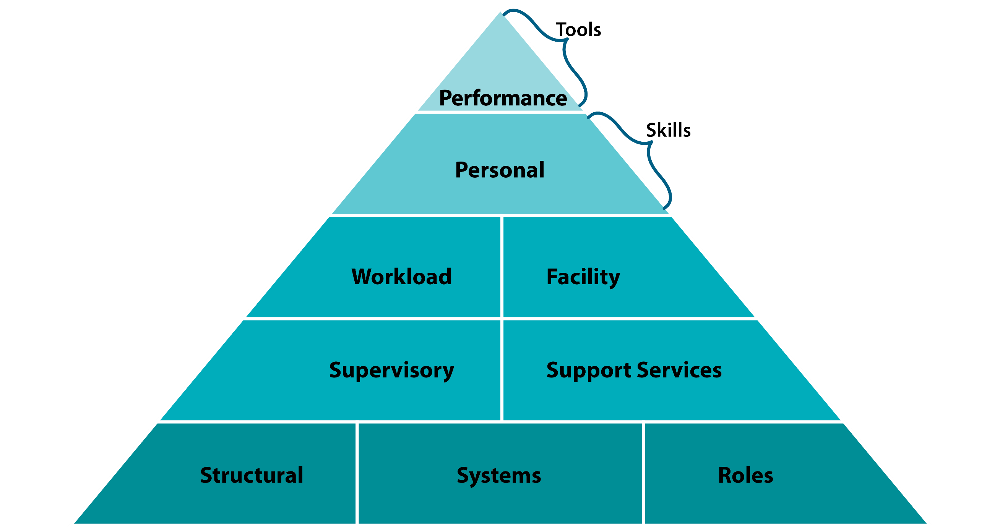 Tools
Performance
Skills
Personal
Workload
Facility
Supervisory
Support Services
Structural
Systems
Roles